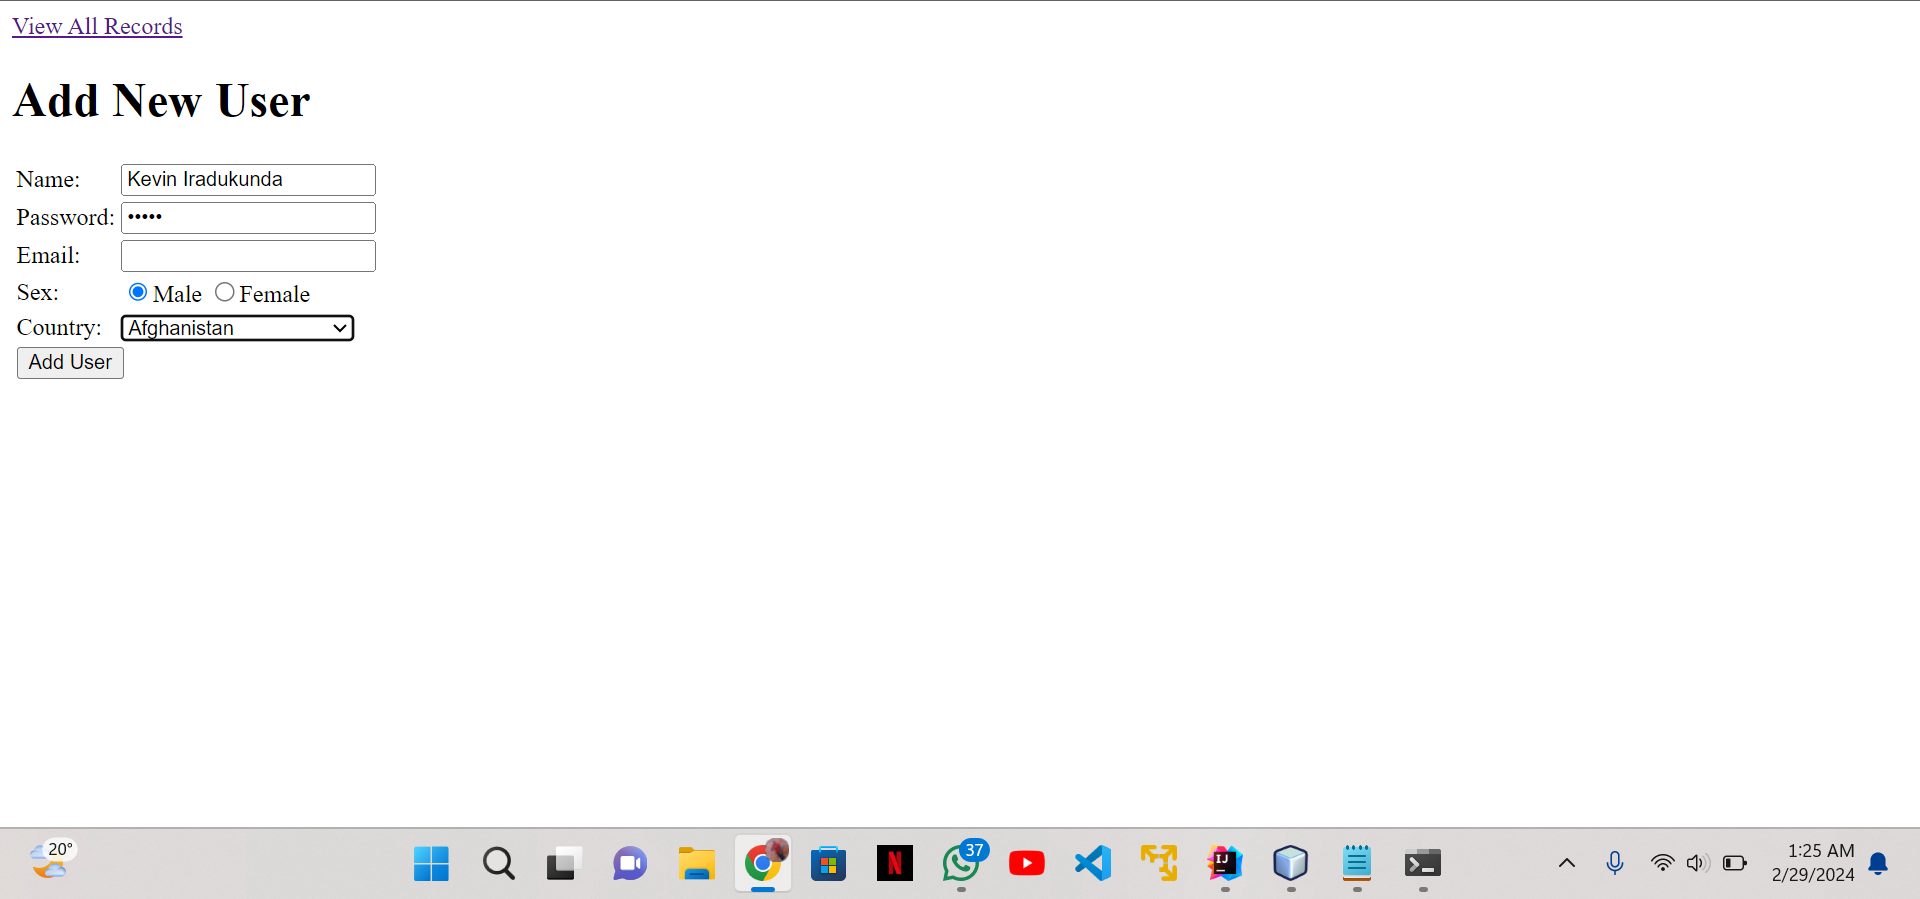 View All Records
Add New User
Name: Kevin Iradukunda
Password: •••••
Email:
Sex: Male Female
Country: Afghanistan
Add User
20°
N
37
IJ
1:25 AM
2/29/2024